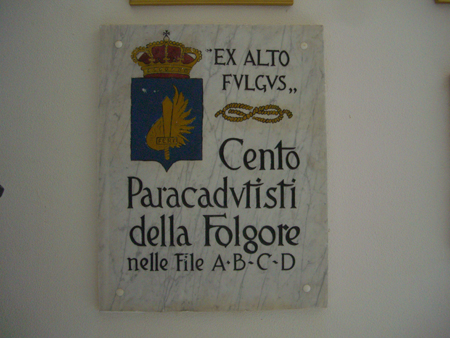 "EX ALTO
FVLGVS„
Cento
Paracadvtisti
della Folgore
nelle File A·B-C-D